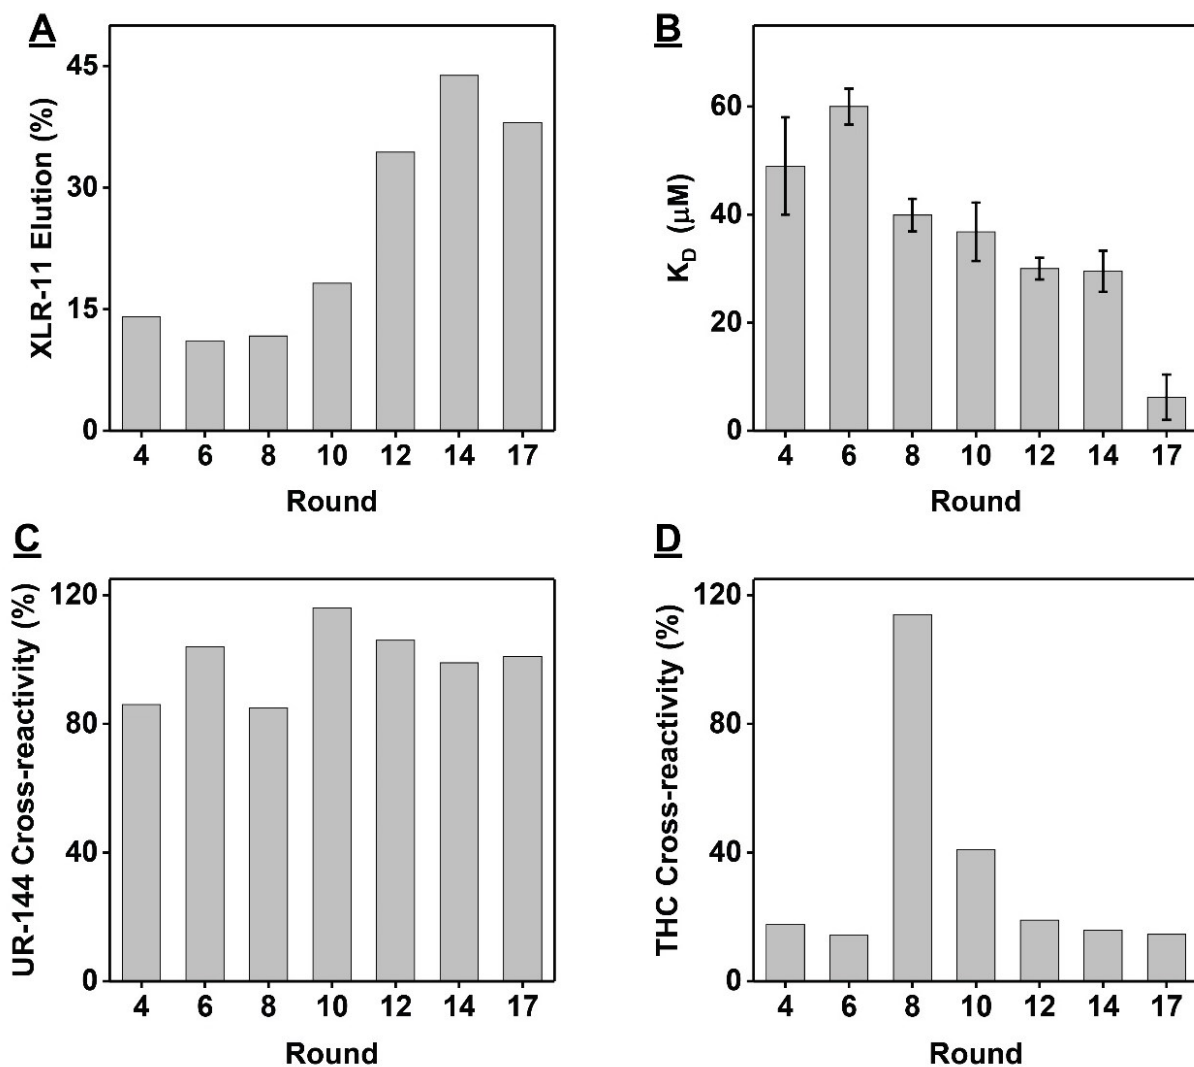 A
XLR-11 Elution (%)
45
30
15
0
4 6 8 10 12 14 17
Round
B
K_D (μM)
60
40
20
0
4 6 8 10 12 14 17
Round
C
UR-144 Cross-reactivity (%)
120
80
40
0
4 6 8 10 12 14 17
Round
D
THC Cross-reactivity (%)
120
80
40
0
4 6 8 10 12 14 17
Round